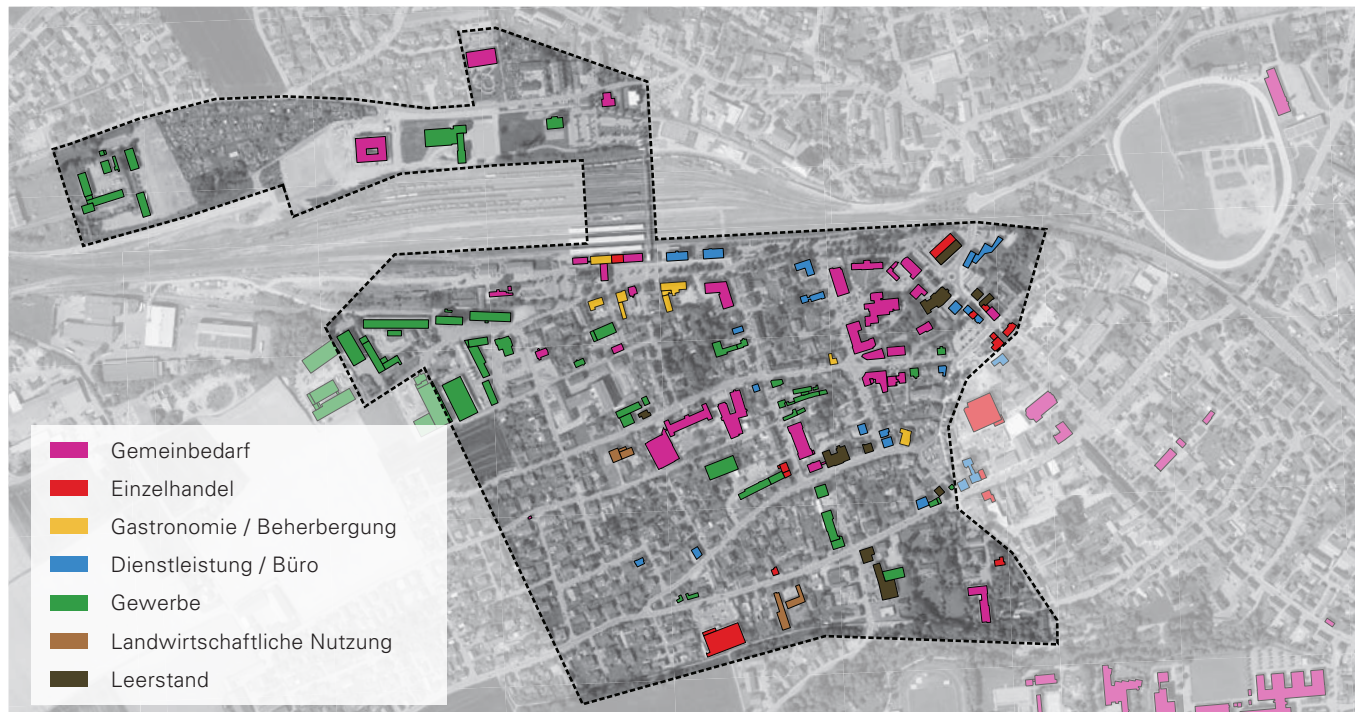 Gemeinbedarf
Einzelhandel
Gastronomie / Beherbergung
Dienstleistung / Büro
Gewerbe
Landwirtschaftliche Nutzung
Leerstand